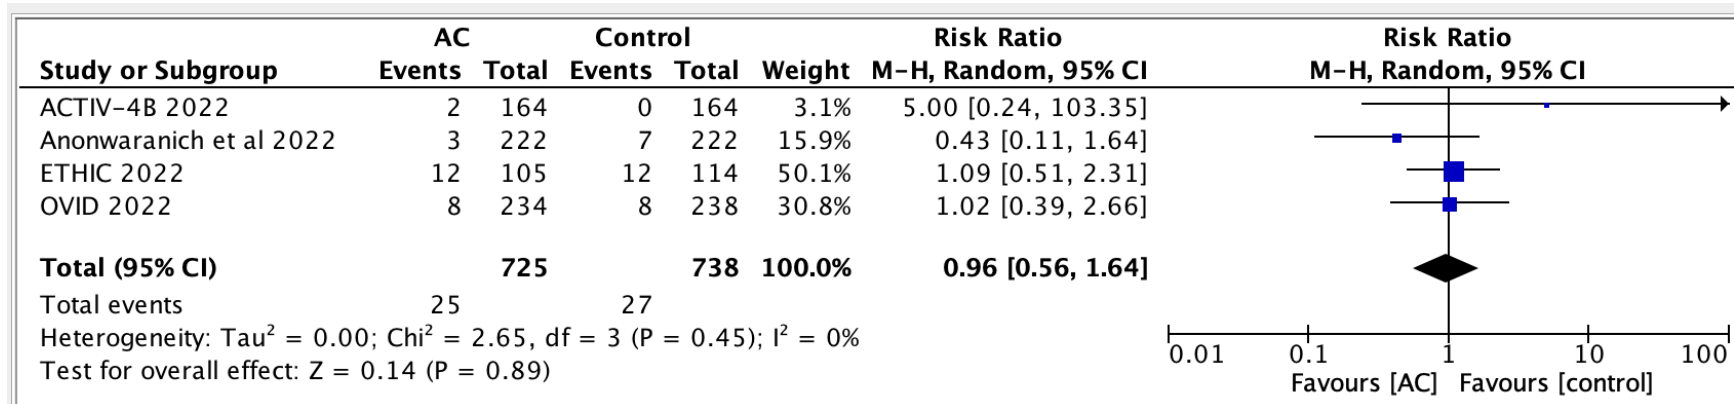 AC Control Risk Ratio Risk Ratio
Study or Subgroup Events Total Events Total Weight M-H, Random, 95% CI M-H, Random, 95% CI
ACTIV-4B 2022 2 164 0 164 3.1% 5.00 [0.24, 103.35]
Anonwaranich et al 2022 3 222 7 222 15.9% 0.43 [0.11, 1.64]
ETHIC 2022 12 105 12 114 50.1% 1.09 [0.51, 2.31]
OVID 2022 8 234 8 238 30.8% 1.02 [0.39, 2.66]
Total (95% CI) 725 738 100.0% 0.96 [0.56, 1.64]
Total events 25 27
Heterogeneity: Tau² = 0.00; Chi² = 2.65, df = 3 (P = 0.45); I² = 0%
Test for overall effect: Z = 0.14 (P = 0.89)
0.01 0.1 1 10 100
Favours [AC] Favours [control]